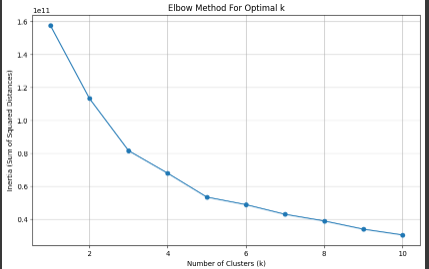 Elbow Method For Optimal k
1e11
1.6
1.4
1.2
1.0
0.8
0.6
0.4
Inertia (Sum of Squared Distances)
2 4 6 8 10
Number of Clusters (k)